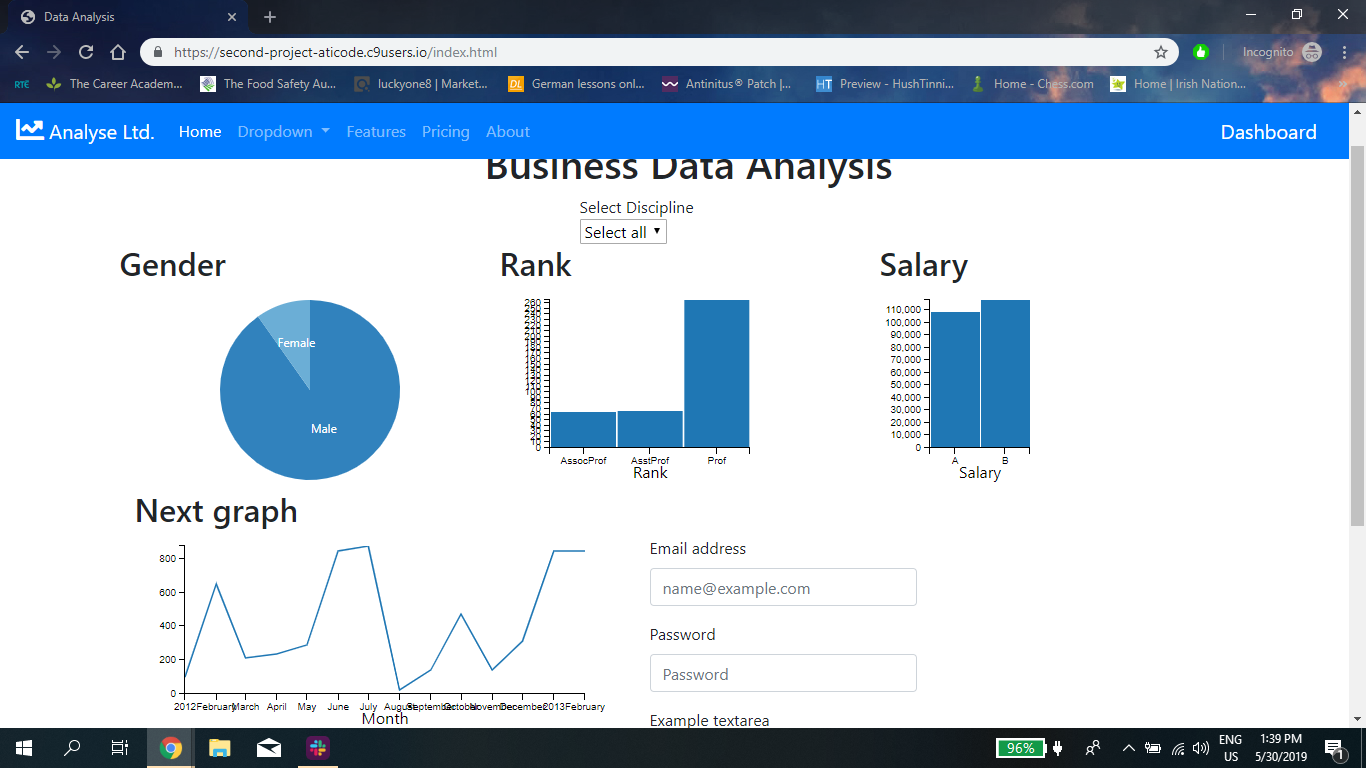 Data Analysis
https://second-project-aticode.c9users.io/index.html
Incognito
RTÉ The Career Academ... The Food Safety Au... luckyone8 | Market... DL German lessons onl... Antinitus® Patch |... HT Preview - HushTinni... Home - Chess.com Home | Irish Nation...
Analyse Ltd. Home Dropdown Features Pricing About Dashboard
Business Data Analysis
Select Discipline
Select all
Gender
Female
Male
Rank
260
0
AssocProf AsstProf Prof
Rank
Salary
110,000
100,000
90,000
80,000
70,000
60,000
50,000
40,000
30,000
20,000
10,000
0
A B
Salary
Next graph
800
600
400
200
0
2012 February March April May June July August September October November December 2013 February
Month
Email address
name@example.com
Password
Password
Example textarea
96%
ENG
US
1:39 PM
5/30/2019
1